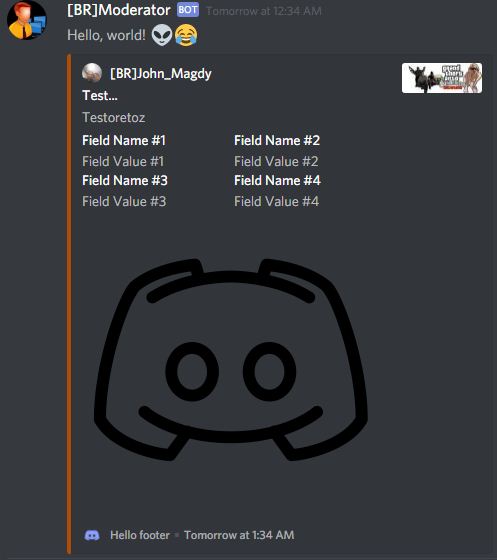 [BR]Moderator BOT Tomorrow at 12:34 AM
Hello, world! 👽😂
[BR]John_Magdy
Test...
Testoretoz
Field Name #1 Field Name #2
Field Value #1 Field Value #2
Field Name #3 Field Name #4
Field Value #3 Field Value #4
Hello footer • Tomorrow at 1:34 AM